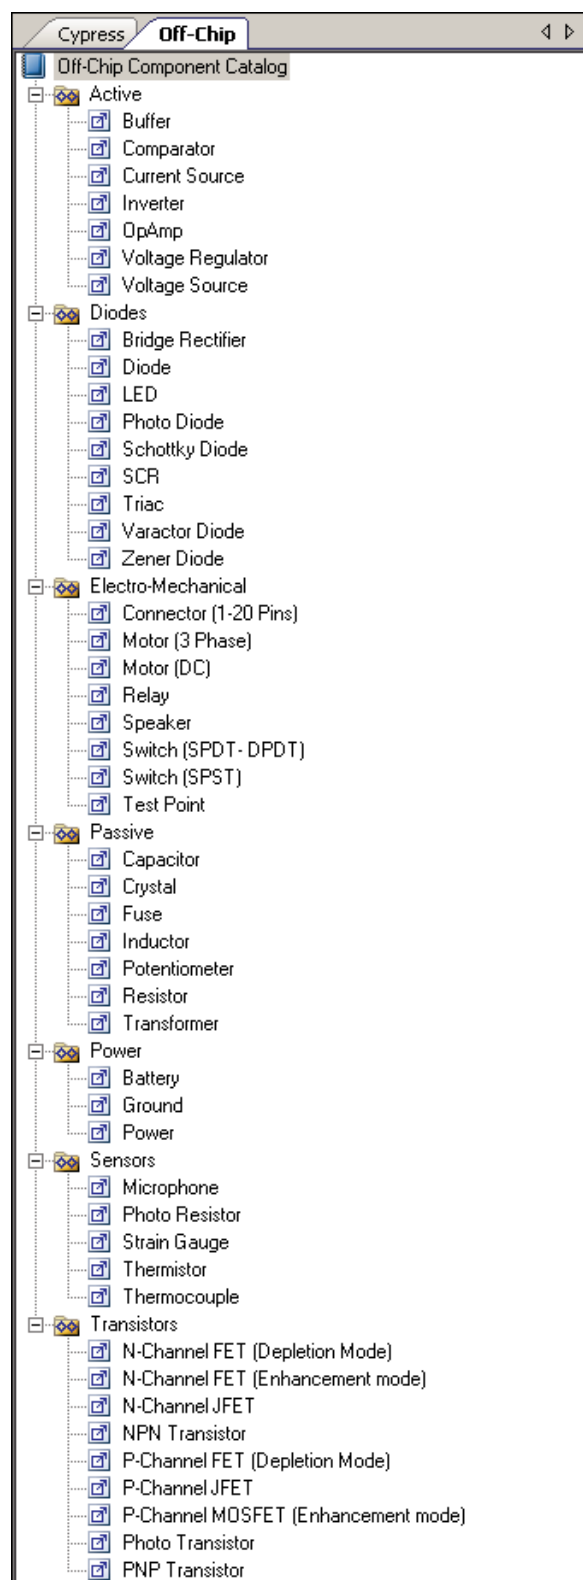 Cypress Off-Chip
Off-Chip Component Catalog
Active
Buffer
Comparator
Current Source
Inverter
OpAmp
Voltage Regulator
Voltage Source
Diodes
Bridge Rectifier
Diode
LED
Photo Diode
Schottky Diode
SCR
Triac
Varactor Diode
Zener Diode
Electro-Mechanical
Connector (1-20 Pins)
Motor (3 Phase)
Motor (DC)
Relay
Speaker
Switch (SPDT- DPDT)
Switch (SPST)
Test Point
Passive
Capacitor
Crystal
Fuse
Inductor
Potentiometer
Resistor
Transformer
Power
Battery
Ground
Power
Sensors
Microphone
Photo Resistor
Strain Gauge
Thermistor
Thermocouple
Transistors
N-Channel FET (Depletion Mode)
N-Channel FET (Enhancement mode)
N-Channel JFET
NPN Transistor
P-Channel FET (Depletion Mode)
P-Channel JFET
P-Channel MOSFET (Enhancement mode)
Photo Transistor
PNP Transistor